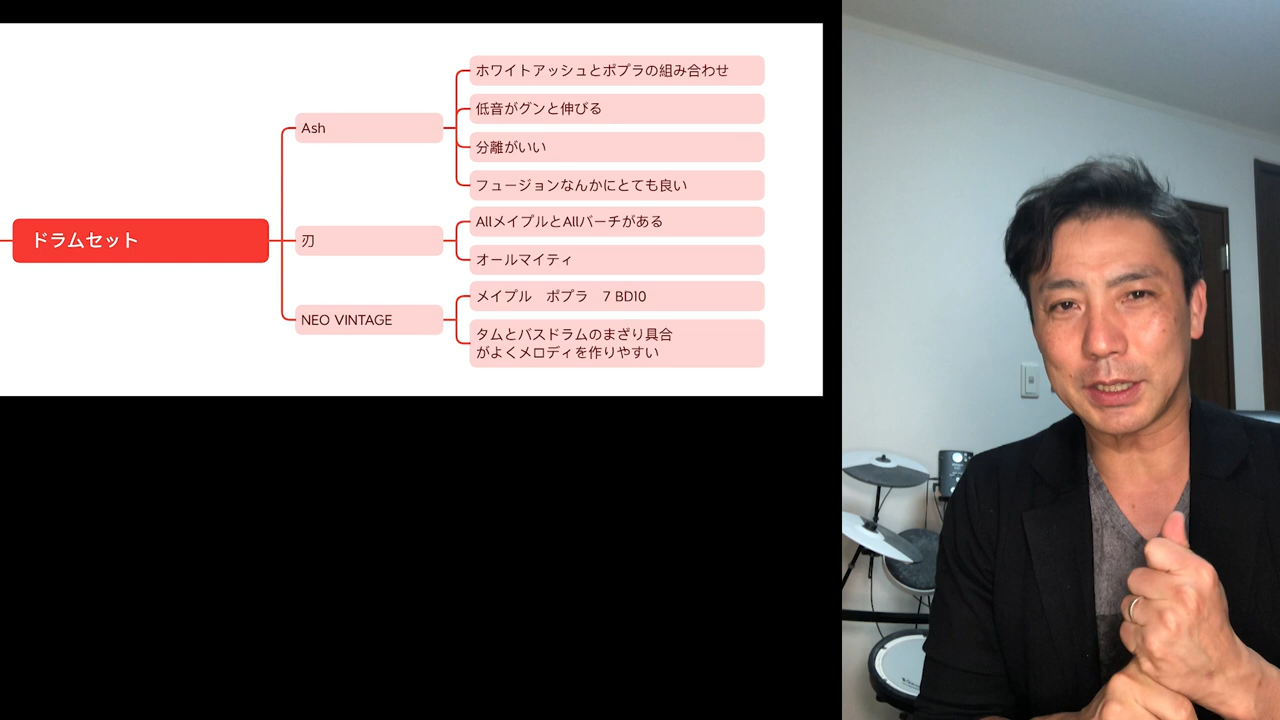 ドラムセット
Ash
ホワイトアッシュとポプラの組み合わせ
低音がグンと伸びる
分離がいい
フュージョンなんかにとても良い
刃
AllメイプルとAllバーチがある
オールマイティ
NEO VINTAGE
メイプル　ポプラ　7 BD10
タムとバスドラムのまざり具合
がよくメロディを作りやすい